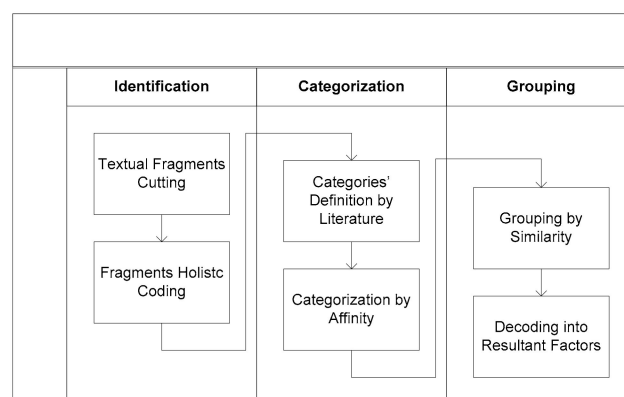 Identification
Categorization
Grouping
Textual Fragments
Cutting
Fragments Holistc
Coding
Categories'
Definition by
Literature
Categorization by
Affinity
Grouping by
Similarity
Decoding into
Resultant Factors